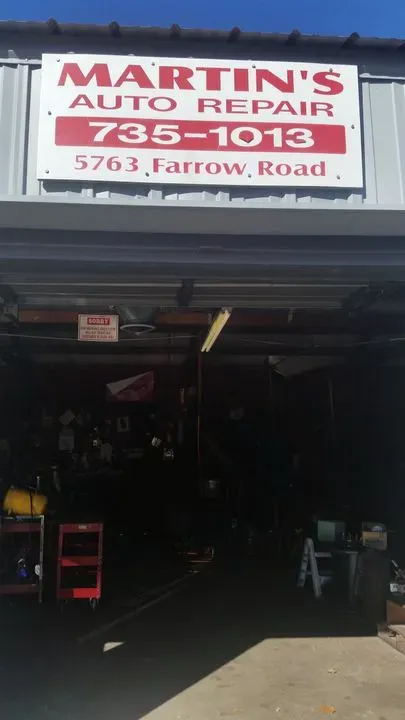 MARTIN'S
AUTO REPAIR
735-1013
5763 Farrow Road
SORRY